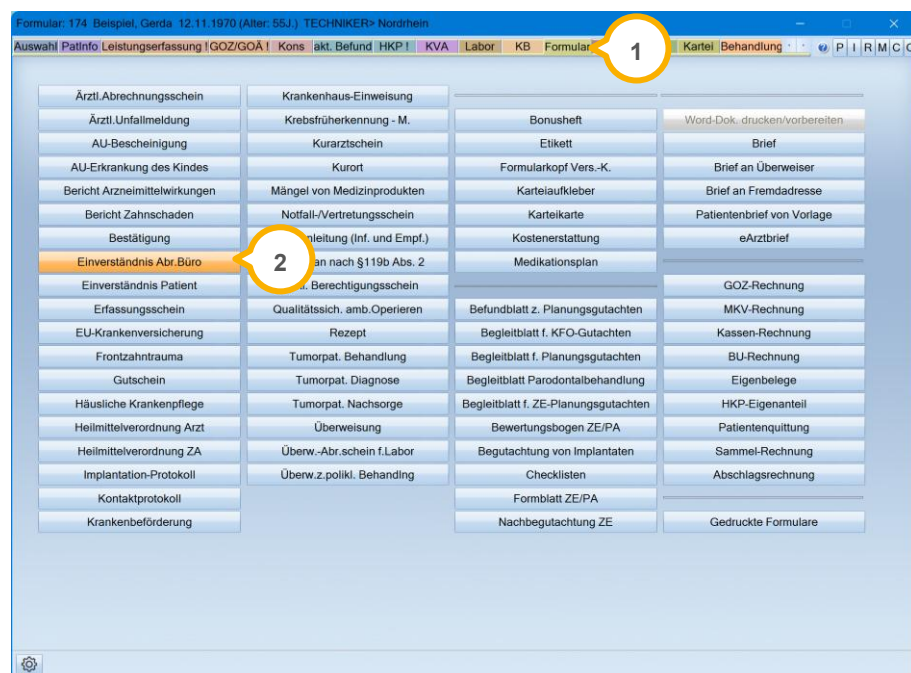 Formular: 174 Beispiel, Gerda 12.11.1970 (Alter: 55J.) TECHNIKER> Nordrhein
Auswahl PatInfo Leistungserfassung ! GOZ/GOÄ ! Kons akt. Befund HKP ! KVA Labor KB Formular Kartei Behandlung P I R M C
1
Ärztl.Abrechnungsschein
Ärztl.Unfallmeldung
AU-Bescheinigung
AU-Erkrankung des Kindes
Bericht Arzneimittelwirkungen
Bericht Zahnschaden
Bestätigung
Einverständnis Abr.Büro
2
Einverständnis Patient
Erfassungsschein
EU-Krankenversicherung
Frontzahntrauma
Gutschein
Häusliche Krankenpflege
Heilmittelverordnung Arzt
Heilmittelverordnung ZA
Implantation-Protokoll
Kontaktprotokoll
Krankenbeförderung
Krankenhaus-Einweisung
Krebsfrüherkennung - M.
Kurarztschein
Kurort
Mängel von Medizinprodukten
Notfall-/Vertretungsschein
(Inf. und Empf.)
nach §119b Abs. 2
Berechtigungsschein
Qualitätssich. amb.Operieren
Rezept
Tumorpat. Behandlung
Tumorpat. Diagnose
Tumorpat. Nachsorge
Überweisung
Überw.-Abr.schein f.Labor
Überw.z.polikl. Behandlng
Bonusheft
Etikett
Formularkopf Vers.-K.
Karteiaufkleber
Karteikarte
Kostenerstattung
Medikationsplan
Befundblatt z. Planungsgutachten
Begleitblatt f. KFO-Gutachten
Begleitblatt f. Planungsgutachten
Begleitblatt Parodontalbehandlung
Begleitblatt f. ZE-Planungsgutachten
Bewertungsbogen ZE/PA
Begutachtung von Implantaten
Checklisten
Formblatt ZE/PA
Nachbegutachtung ZE
Word-Dok. drucken/vorbereiten
Brief
Brief an Überweiser
Brief an Fremdadresse
Patientenbrief von Vorlage
eArztbrief
GOZ-Rechnung
MKV-Rechnung
Kassen-Rechnung
BU-Rechnung
Eigenbelege
HKP-Eigenanteil
Patientenquittung
Sammel-Rechnung
Abschlagsrechnung
Gedruckte Formulare